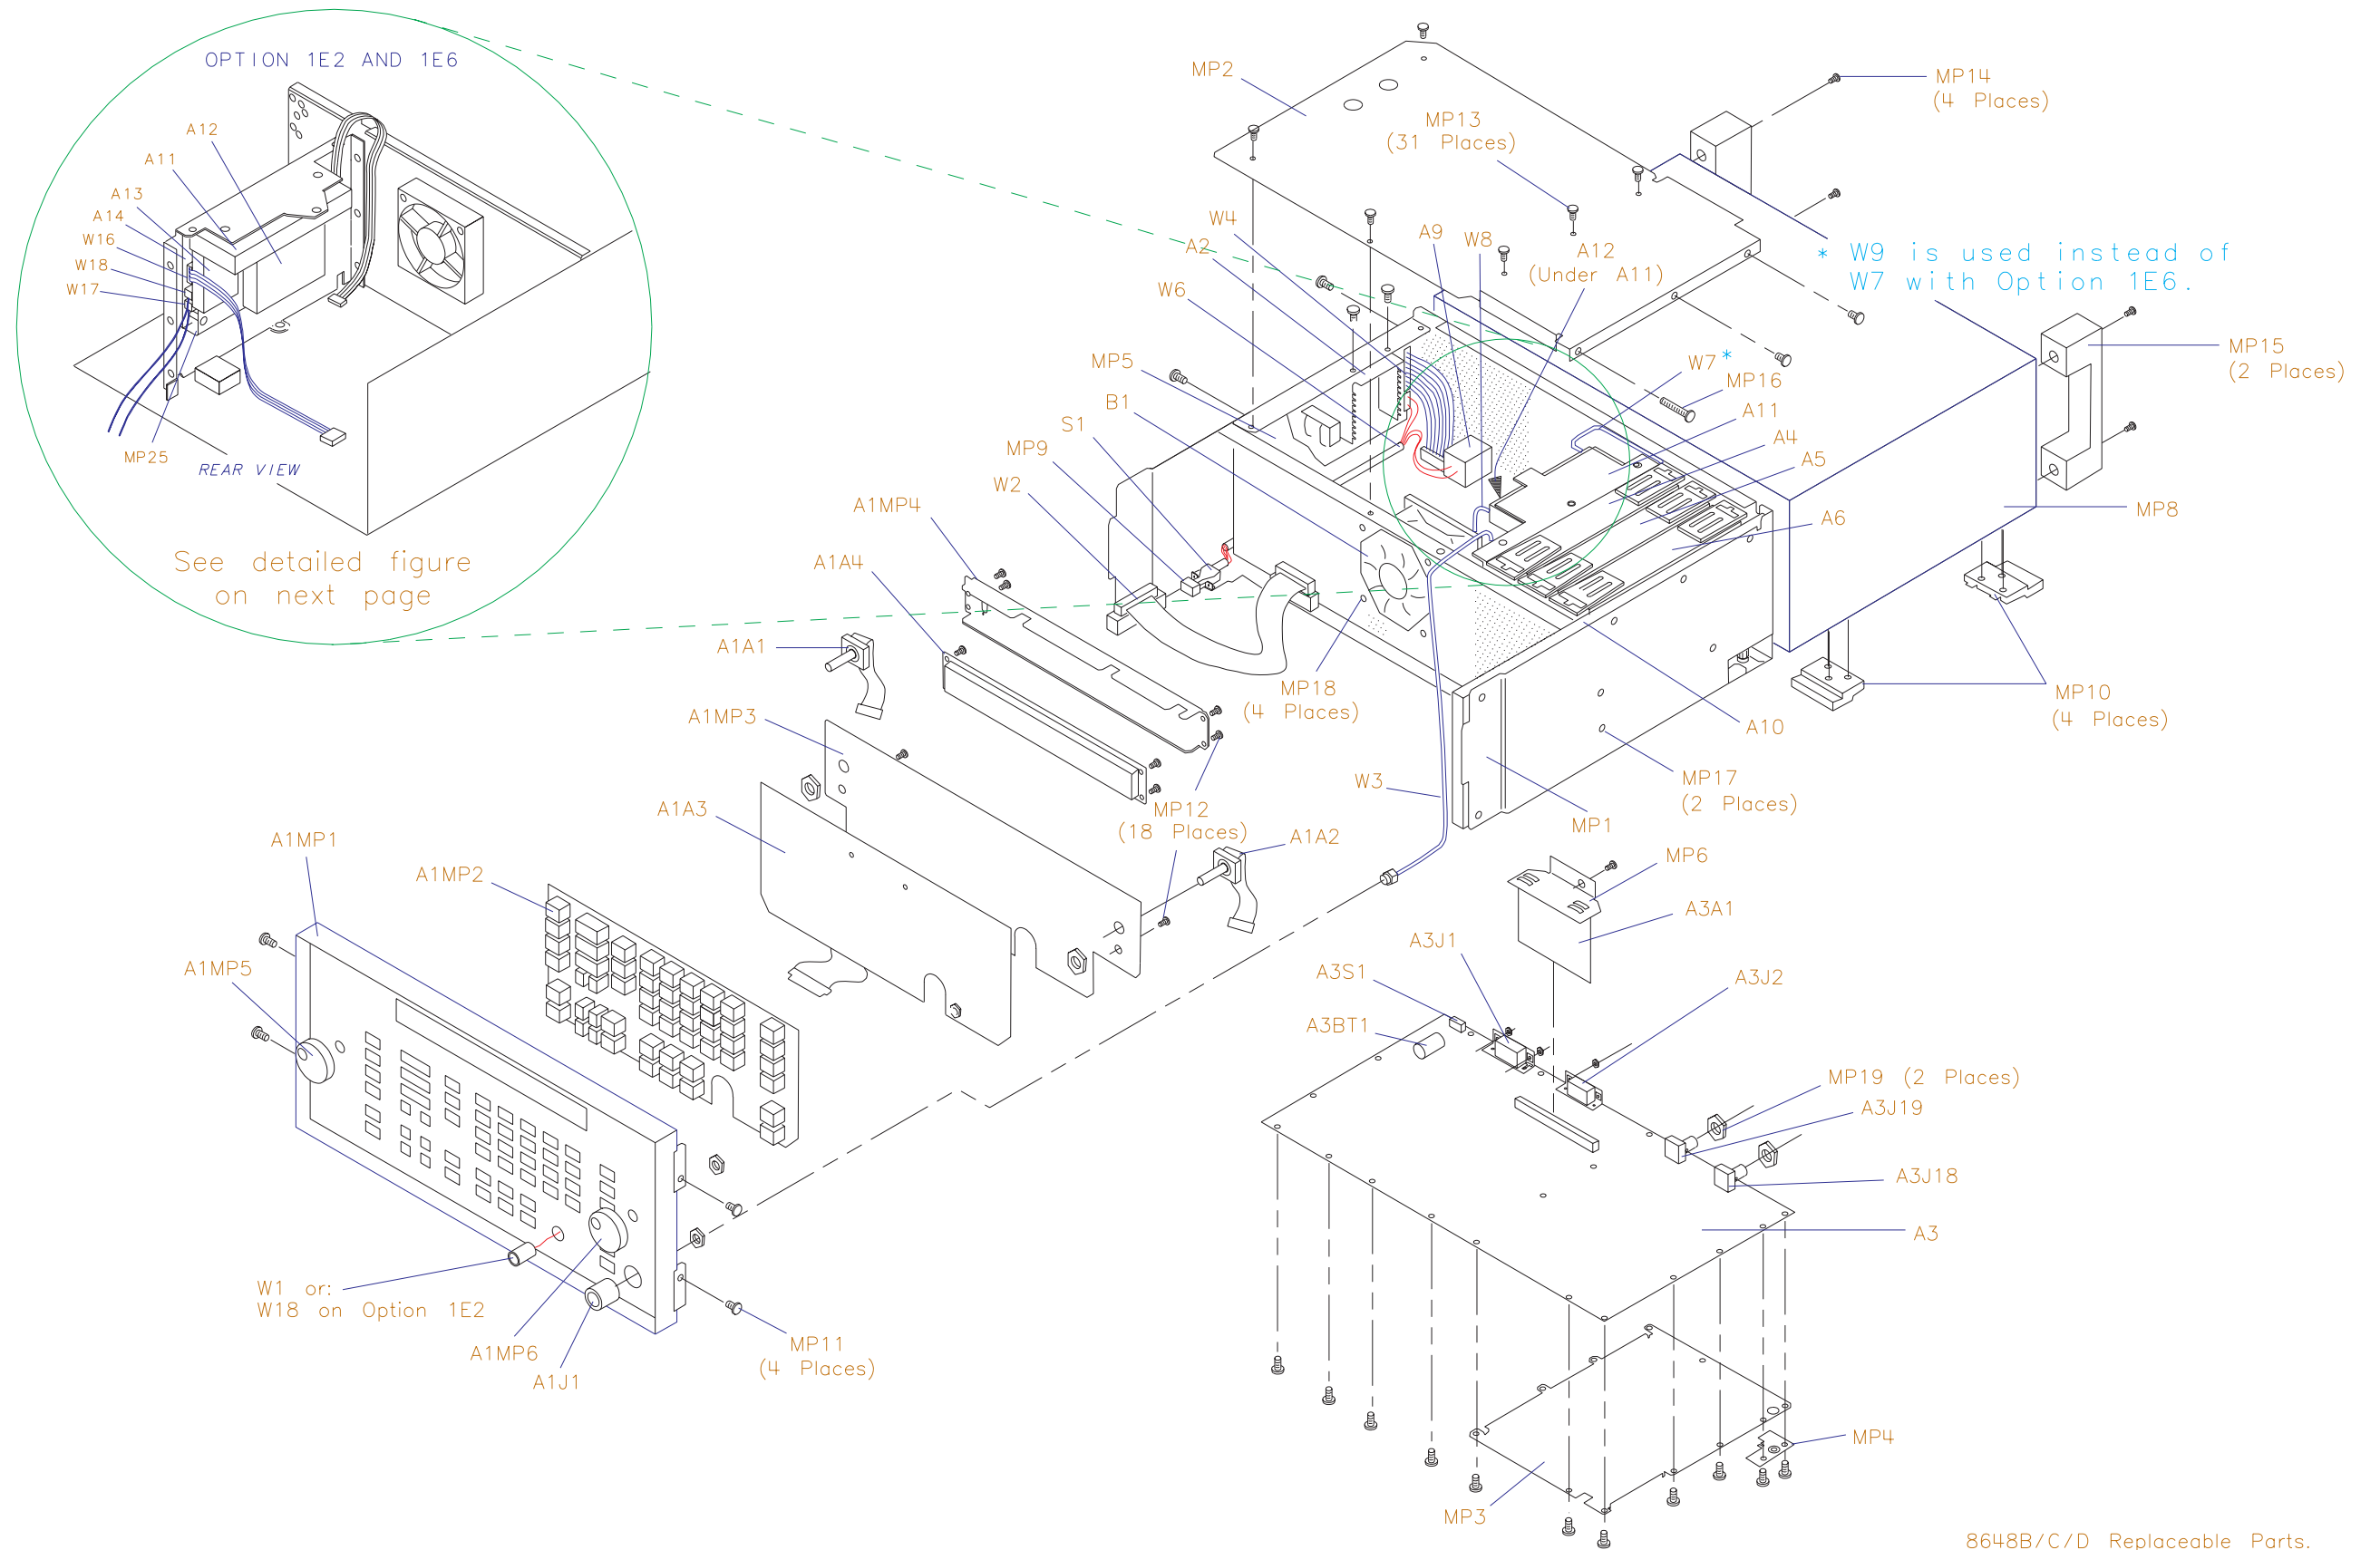 OPTION 1E2 AND 1E6
A12
A11
A13
A14
W16
W18
W17
MP25
REAR VIEW
See detailed figure
on next page
MP2
MP13
(31 Places)
MP14
(4 Places)
W4
A2
W6
MP5
B1
S1
MP9
W2
A9
W8
A12
(Under A11)
* W9 is used instead of
W7 with Option 1E6.
W7*
MP16
A11
A4
A5
A6
MP15
(2 Places)
MP8
MP10
(4 Places)
A1MP4
A1A4
A1A1
A1MP3
A1A3
MP18
(4 Places)
A10
MP17
(2 Places)
MP1
W3
MP12
(18 Places)
A1A2
A1MP1
A1MP2
A1MP5
W1 or:
W18 on Option 1E2
A1MP6
A1J1
MP11
(4 Places)
MP6
A3A1
A3J1
A3S1
A3BT1
A3J2
MP19 (2 Places)
A3J19
A3J18
A3
MP4
MP3
8648B/C/D Replaceable Parts.